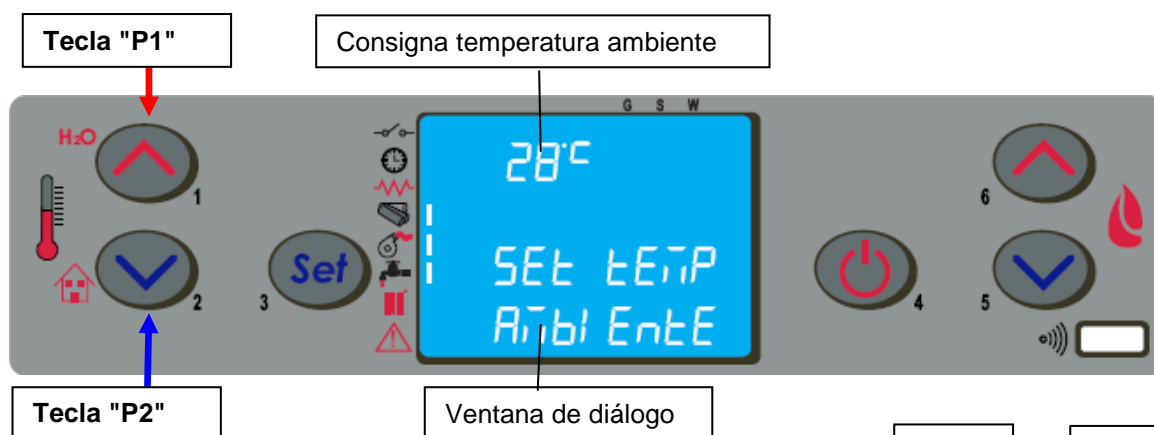 Tecla "P1"
Consigna temperatura ambiente
G S W
H2O
28°C
1
6
SEt tEmP
Set
2
3
4
5
AmbIEntE
Tecla "P2"
Ventana de diálogo